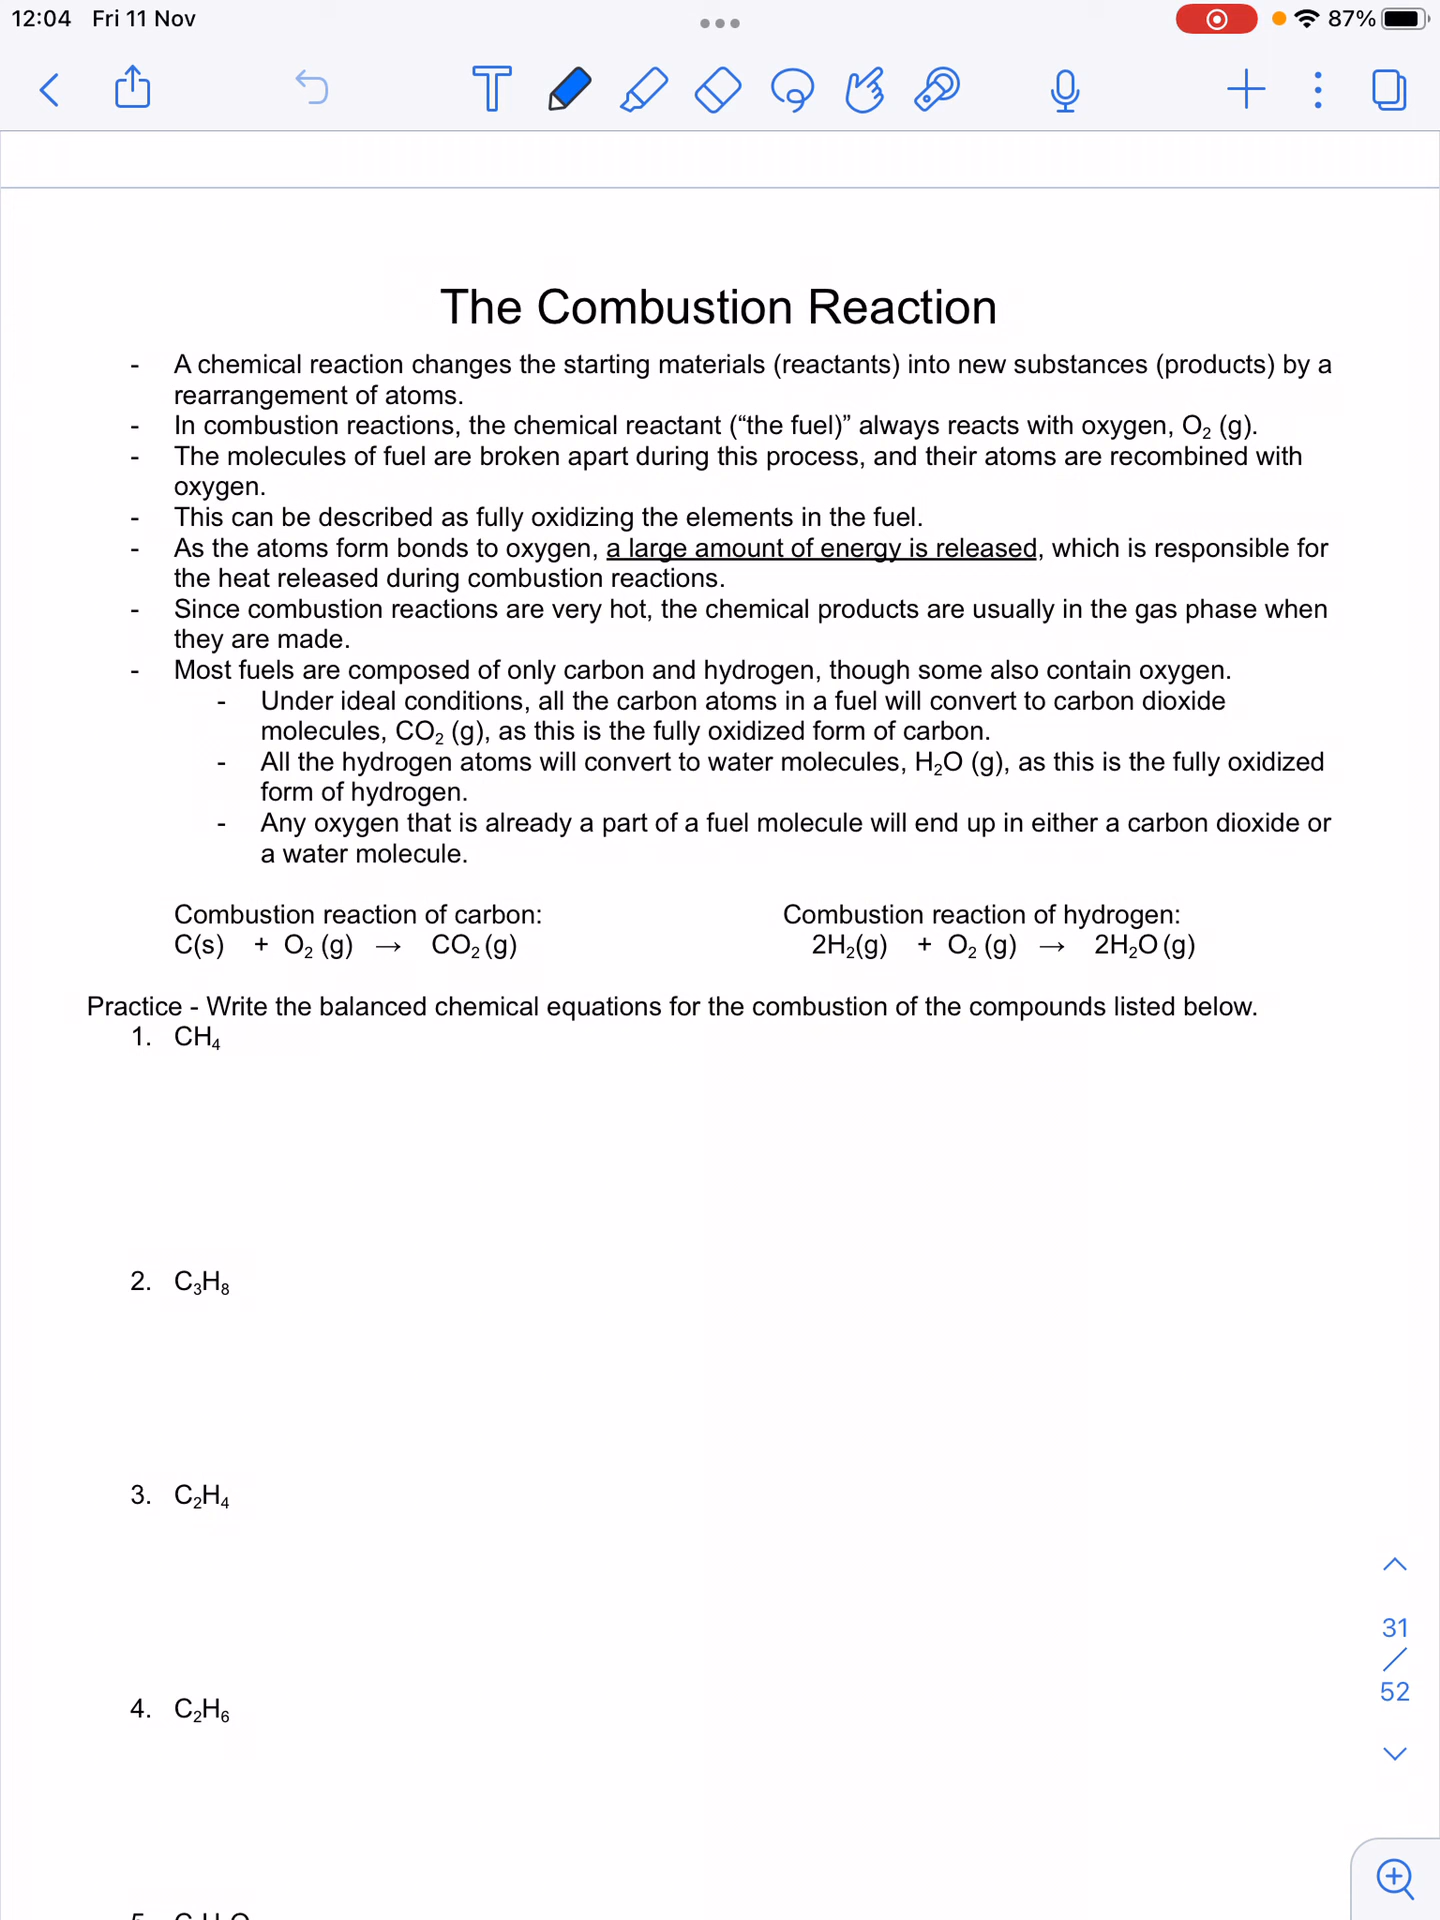 12:04 Fri 11 Nov
87%
The Combustion Reaction
- A chemical reaction changes the starting materials (reactants) into new substances (products) by a
rearrangement of atoms.
- In combustion reactions, the chemical reactant (“the fuel)” always reacts with oxygen, O₂ (g).
- The molecules of fuel are broken apart during this process, and their atoms are recombined with
oxygen.
- This can be described as fully oxidizing the elements in the fuel.
- As the atoms form bonds to oxygen, a large amount of energy is released, which is responsible for
the heat released during combustion reactions.
- Since combustion reactions are very hot, the chemical products are usually in the gas phase when
they are made.
- Most fuels are composed of only carbon and hydrogen, though some also contain oxygen.
- Under ideal conditions, all the carbon atoms in a fuel will convert to carbon dioxide
molecules, CO₂ (g), as this is the fully oxidized form of carbon.
- All the hydrogen atoms will convert to water molecules, H₂O (g), as this is the fully oxidized
form of hydrogen.
- Any oxygen that is already a part of a fuel molecule will end up in either a carbon dioxide or
a water molecule.
Combustion reaction of carbon: Combustion reaction of hydrogen:
C(s) + O₂ (g) → CO₂ (g) 2H₂(g) + O₂ (g) → 2H₂O (g)
Practice - Write the balanced chemical equations for the combustion of the compounds listed below.
1. CH₄
2. C₃H₈
3. C₂H₄
31
/
52
4. C₂H₆